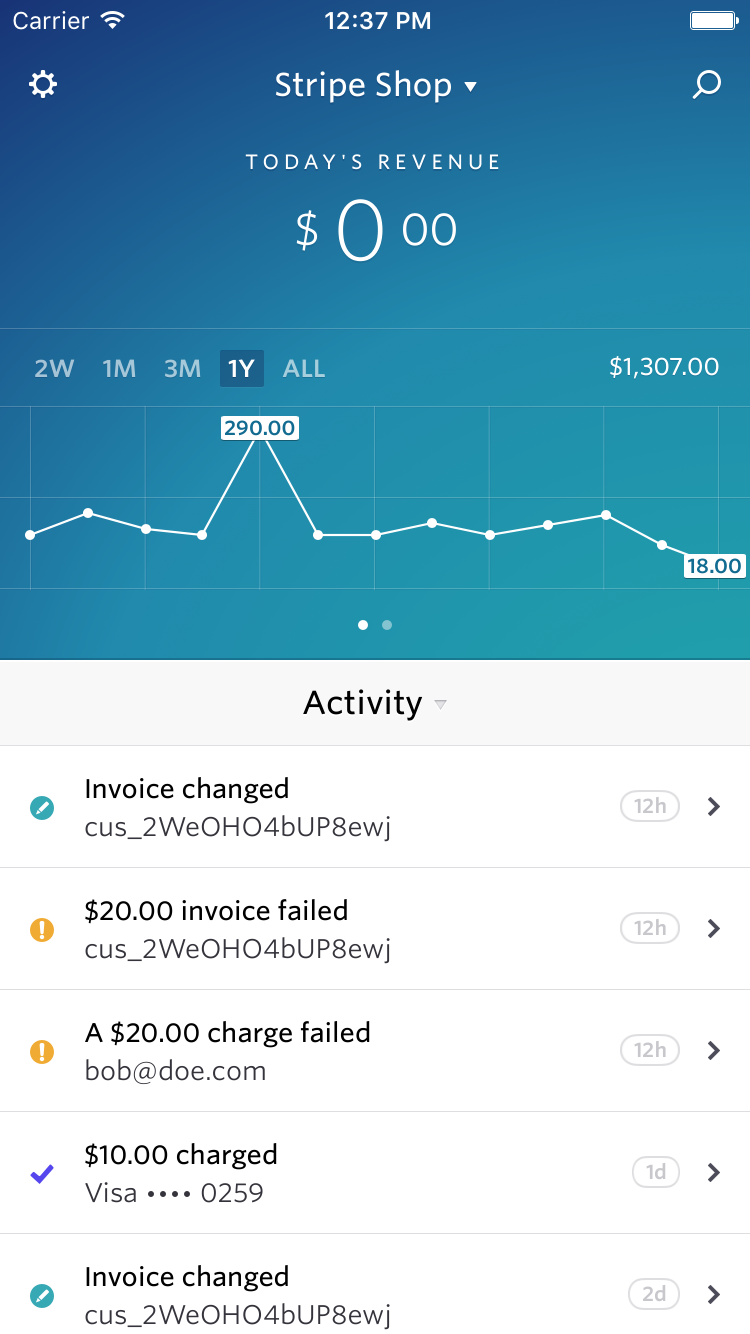 Carrier 12:37 PM
Stripe Shop
TODAY'S REVENUE
$ 0 00
2W 1M 3M 1Y ALL $1,307.00
290.00
18.00
Activity
Invoice changed
cus_2WeOHO4bUP8ewj
12h
$20.00 invoice failed
cus_2WeOHO4bUP8ewj
12h
A $20.00 charge failed
bob@doe.com
12h
$10.00 charged
Visa •••• 0259
1d
Invoice changed
cus_2WeOHO4bUP8ewj
2d